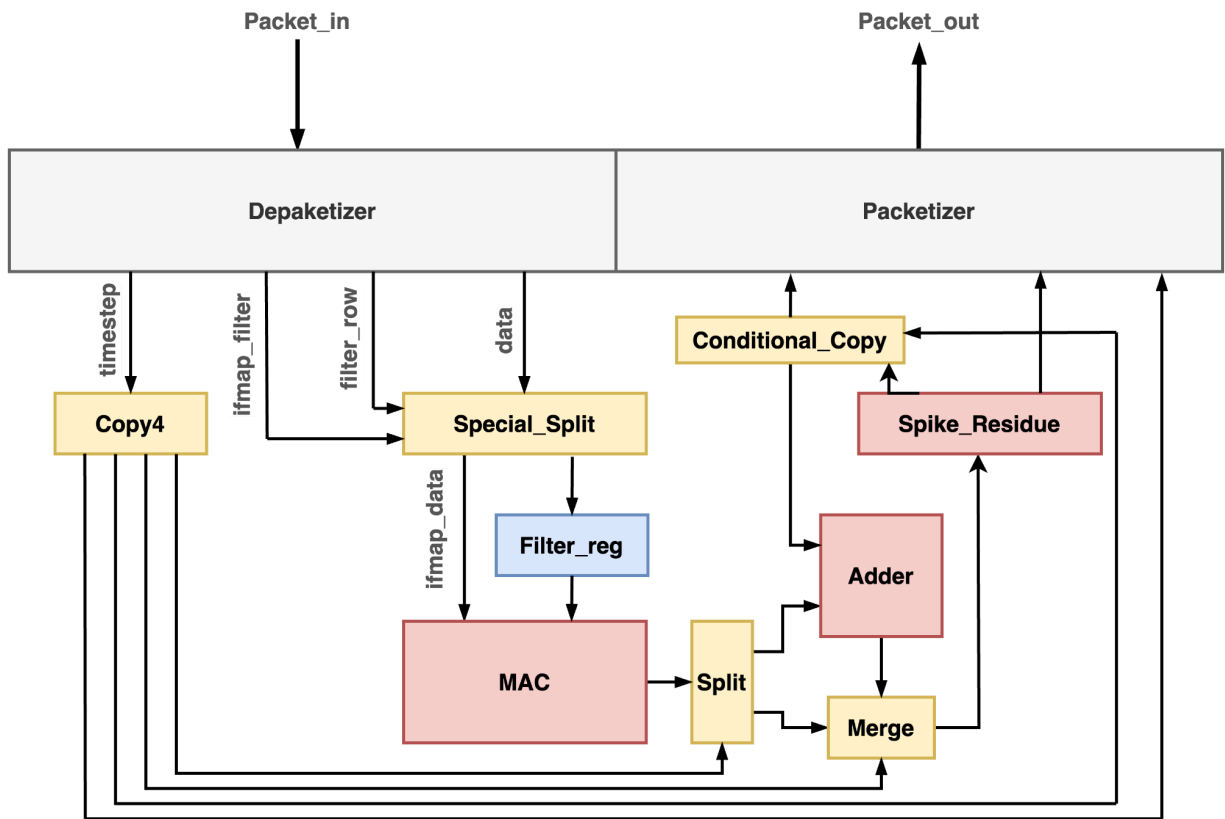 Packet_in
Packet_out
Depaketizer
Packetizer
timestep
ifmap_filter
filter_row
data
Conditional_Copy
Copy4
Special_Split
Spike_Residue
ifmap_data
Filter_reg
Adder
MAC
Split
Merge